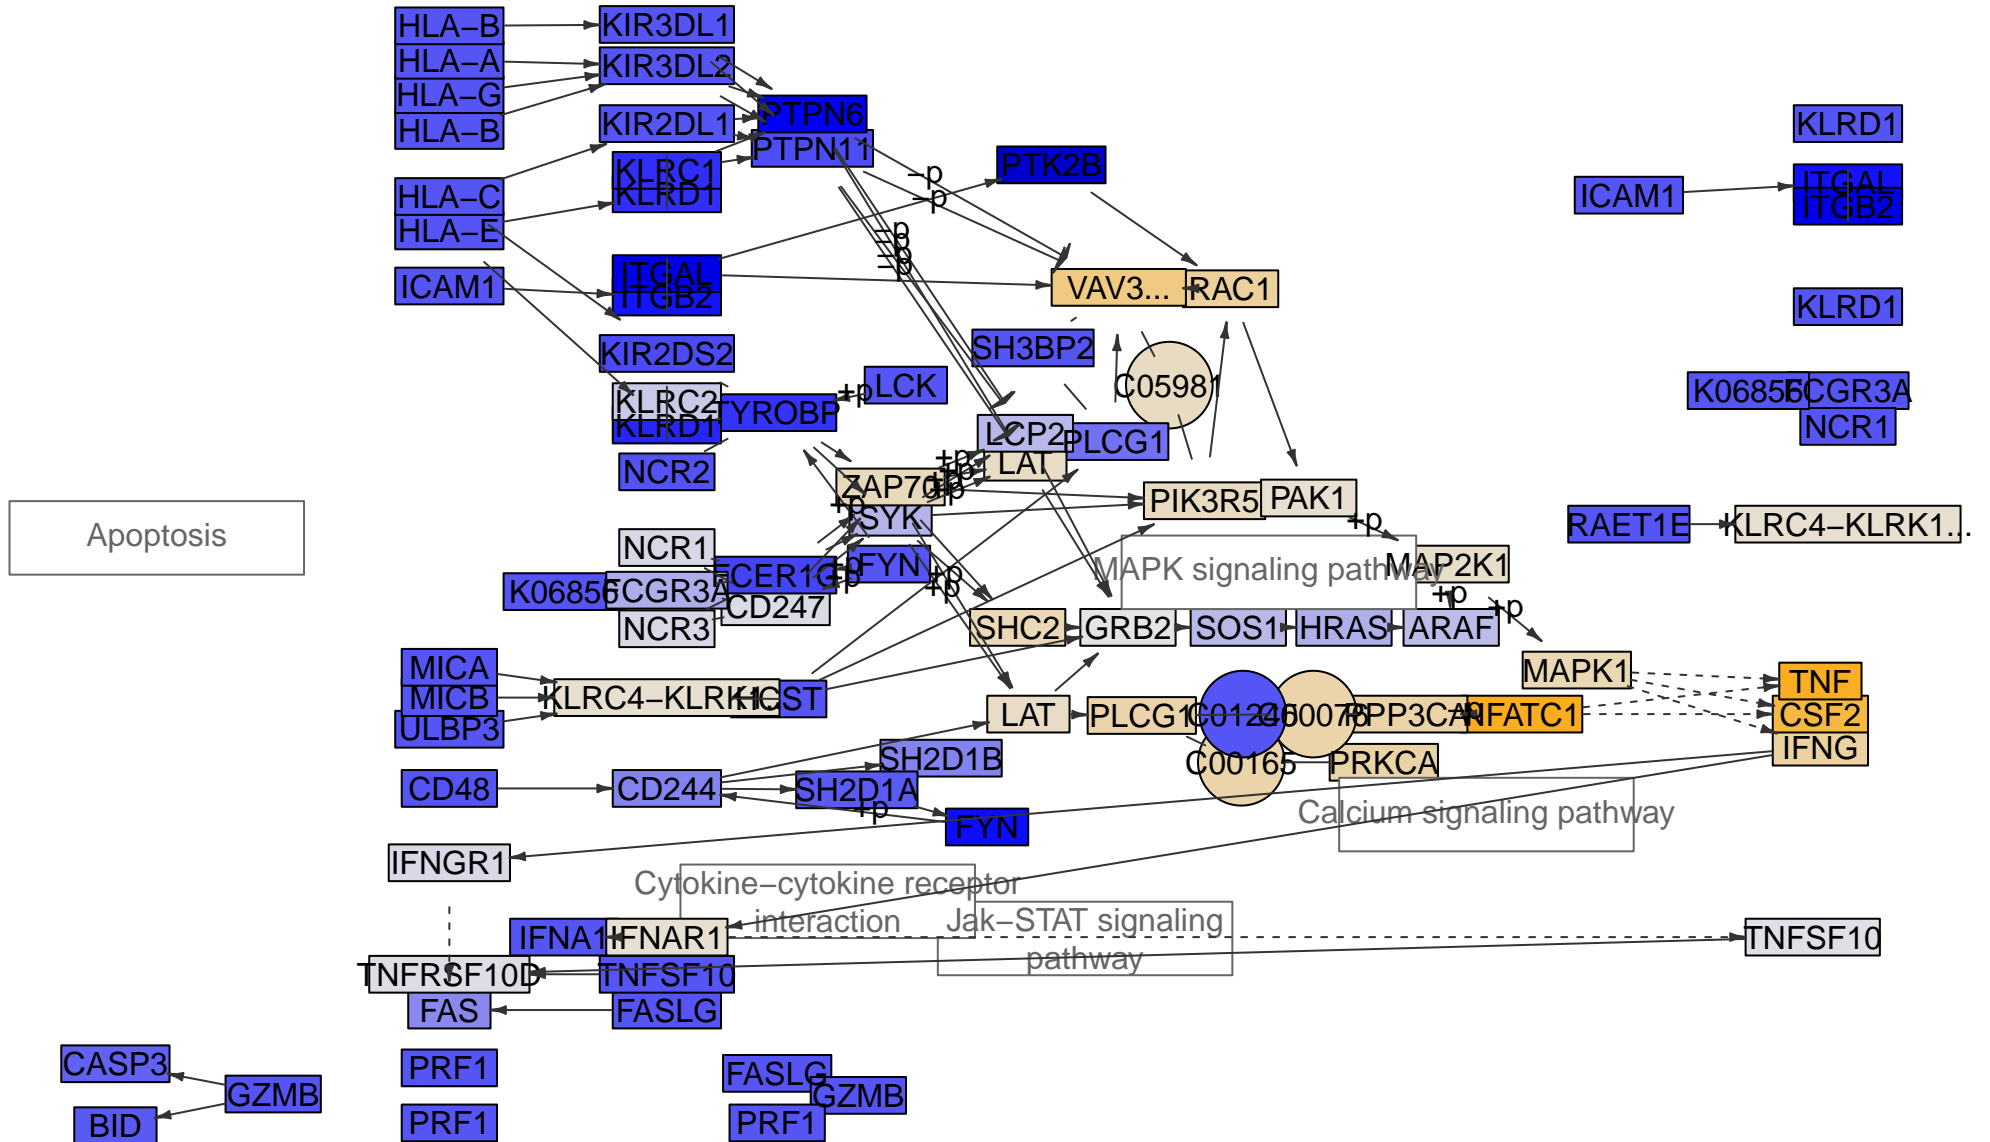 HLA−B
KIR3DL1
HLA−A
KIR3DL2
HLA−G
HLA−B
KIR2DL1
PTPN6
PTPN11
KLRC1
KLRD1
HLA−C
HLA−E
PTK2B
−p
−p
−p
−p
−p
−p
KLRD1
ICAM1
ITGAL
ITGB2
ICAM1
ITGAL
ITGB2
VAV3...
RAC1
KLRD1
KIR2DS2
SH3BP2
C05981
LCK
+p
KLRC2
KLRD1
TYROBP
K06856
FCGR3A
NCR1
LCP2
PLCG1
LAT
NCR2
+p
+p
+p
+p
ZAP70
SYK
+p
PIK3R5
PAK1
+p
RAET1E
KLRC4−KLRK1...
Apoptosis
NCR1
FCER1G
FYN
+p
+p
+p
+p
MAPK signaling pathway
MAP2K1
K06856
FCGR3A
CD247
NCR3
+p
+p
SHC2
GRB2
SOS1
HRAS
ARAF
MICA
MICB
ULBP3
KLRC4−KLRK1...
HCST
MAPK1
TNF
CSF2
IFNG
LAT
PLCG1
C01245
C00076
C00165
PPP3CA
NFATC1
PRKCA
SH2D1B
CD48
CD244
SH2D1A
+p
FYN
Calcium signaling pathway
IFNGR1
Cytokine−cytokine receptor
interaction
Jak−STAT signaling
pathway
IFNA1
IFNAR1
TNFSF10
TNFRSF10D
TNFSF10
FAS
FASLG
CASP3
GZMB
BID
PRF1
PRF1
FASLG
GZMB
PRF1